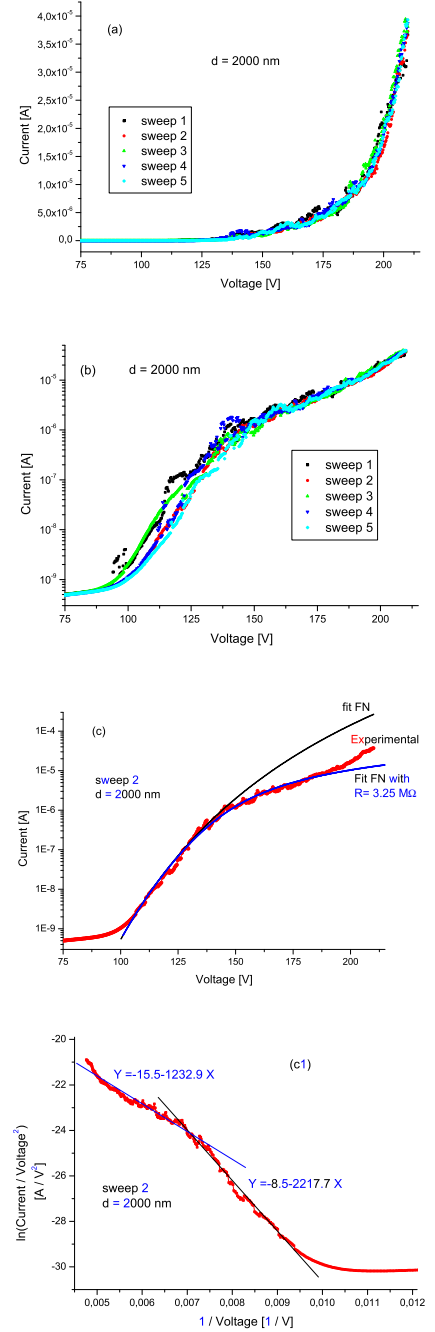 (a)
d = 2000 nm
4,0x10⁻⁵
3,5x10⁻⁵
3,0x10⁻⁵
2,5x10⁻⁵
2,0x10⁻⁵
1,5x10⁻⁵
1,0x10⁻⁵
5,0x10⁻⁶
0,0
Current [A]
sweep 1
sweep 2
sweep 3
sweep 4
sweep 5
75 100 125 150 175 200
Voltage [V]
(b) d = 2000 nm
10⁻⁵
10⁻⁶
10⁻⁷
10⁻⁸
10⁻⁹
Current [A]
sweep 1
sweep 2
sweep 3
sweep 4
sweep 5
75 100 125 150 175 200
Voltage [V]
fit FN
(c)
Experimental
sweep 2
d = 2000 nm
Fit FN with
R= 3.25 MΩ
1E-4
1E-5
1E-6
1E-7
1E-8
1E-9
Current [A]
75 100 125 150 175 200
Voltage [V]
(c1)
Y =-15.5-1232.9 X
Y =-8.5-2217.7 X
sweep 2
d = 2000 nm
-20
-22
-24
-26
-28
-30
ln(Current / Voltage²)
[A / V²]
0,005 0,006 0,007 0,008 0,009 0,010 0,011 0,012
1 / Voltage [1 / V]